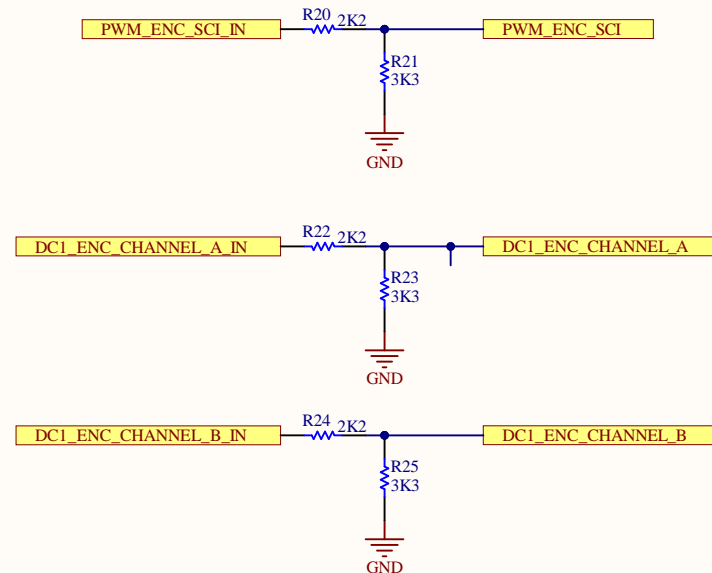 R20 2K2
PWM_ENC_SCI_IN
PWM_ENC_SCI
R21
3K3
GND
R22 2K2
DC1_ENC_CHANNEL_A_IN
DC1_ENC_CHANNEL_A
R23
3K3
GND
R24 2K2
DC1_ENC_CHANNEL_B_IN
DC1_ENC_CHANNEL_B
R25
3K3
GND